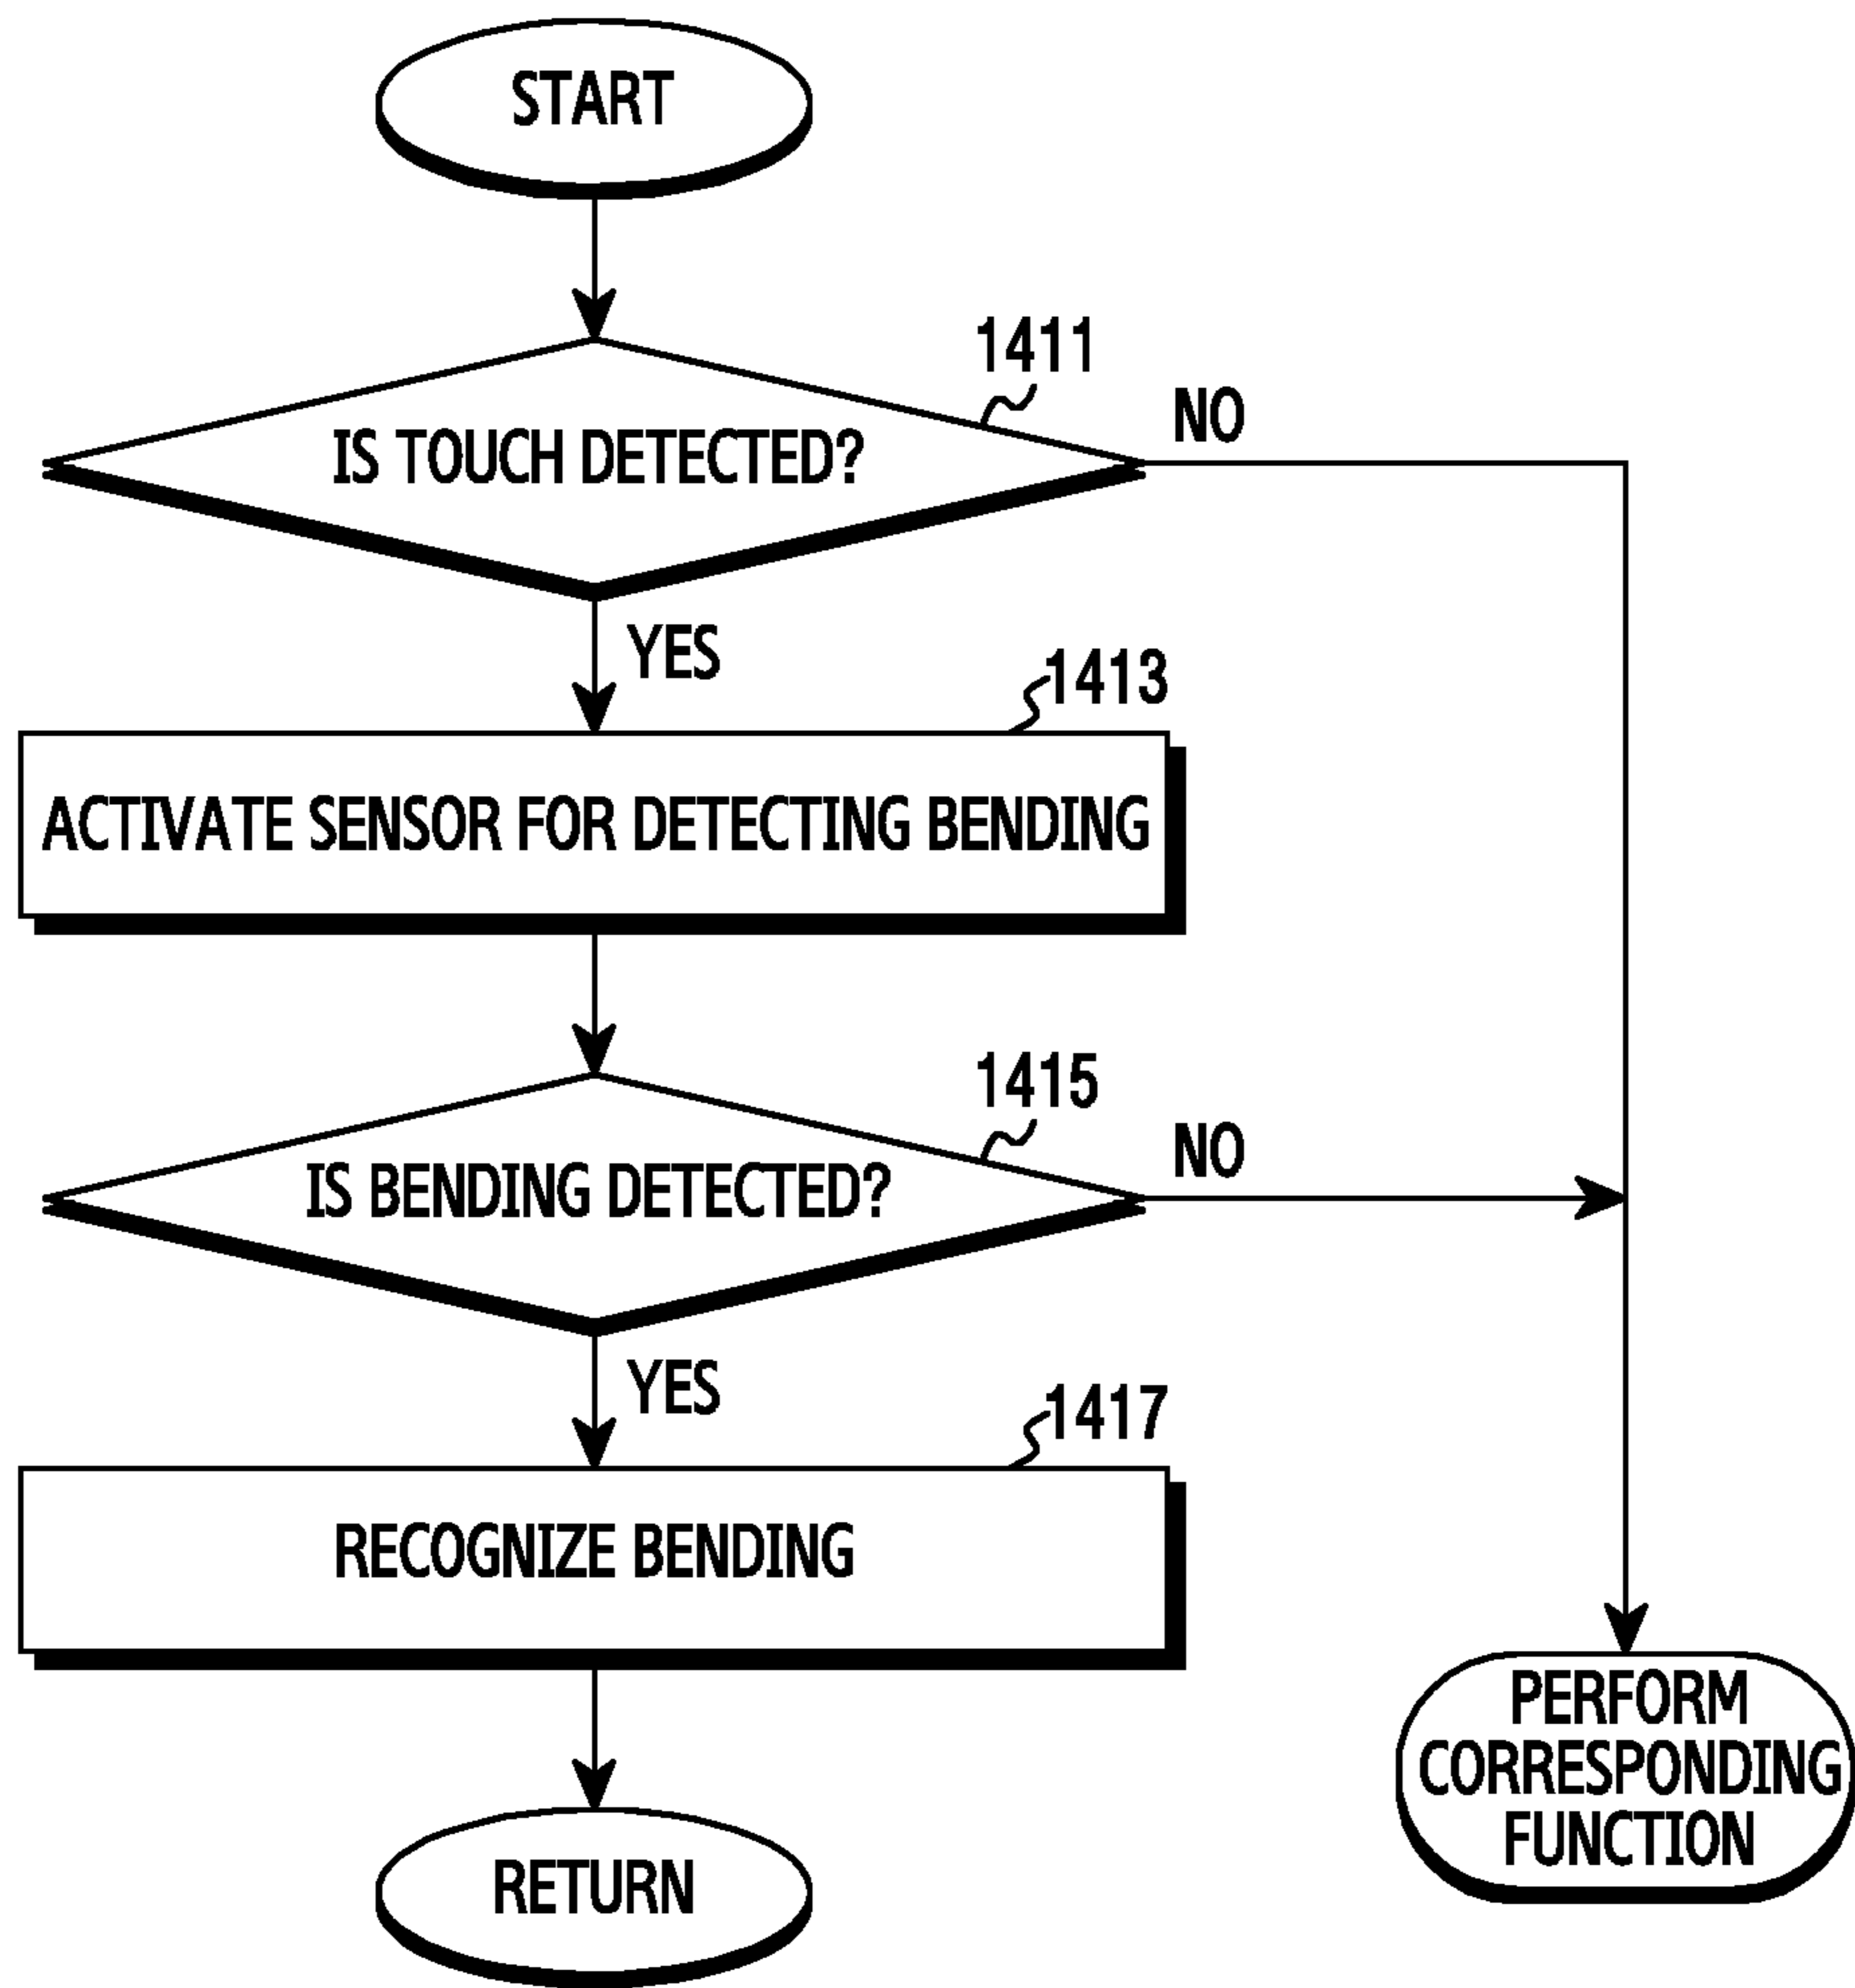 START
1411
NO
IS TOUCH DETECTED?
YES
1413
ACTIVATE SENSOR FOR DETECTING BENDING
1415
NO
IS BENDING DETECTED?
YES
1417
RECOGNIZE BENDING
PERFORM
CORRESPONDING
FUNCTION
RETURN